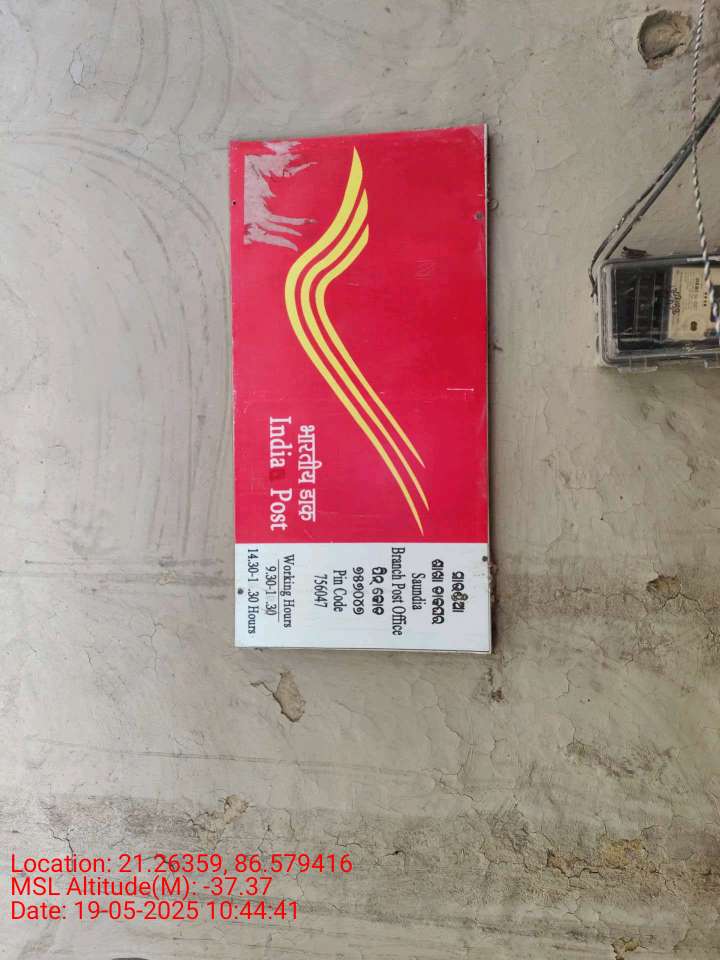 भारतीय डाक
India Post
ସାଉଣ୍ଡିଆ
ଶାଖା ଡାକଘର
Saundia
Branch Post Office
ପିନ୍ କୋଡ
୭୫୬୦୪୭
Pin Code
756047
Working Hours
9.30-1 .30
14.30-1 .30 Hours
Location: 21.26359, 86.579416
MSL Altitude(M): -37.37
Date: 19-05-2025 10:44:41